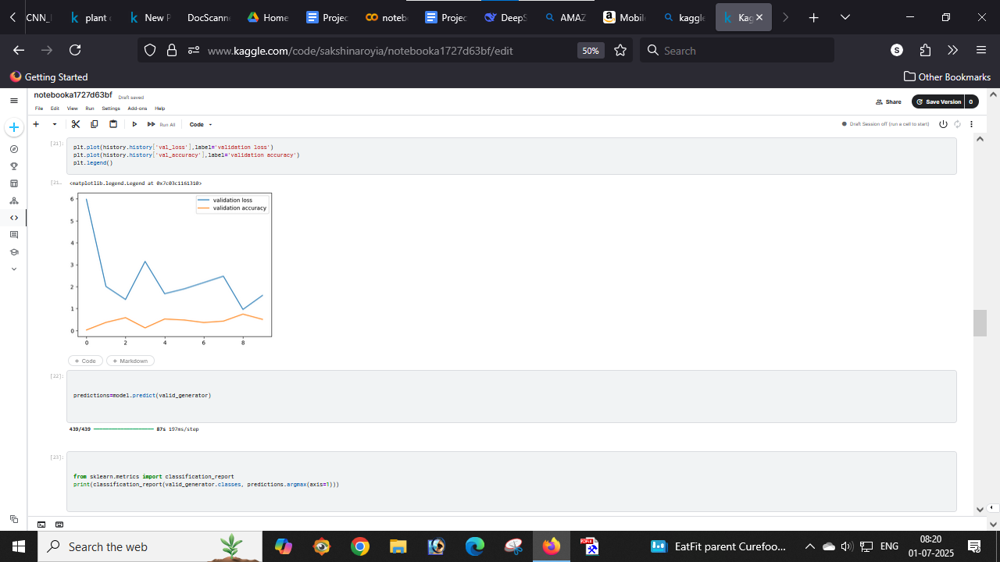 CNN_I
plant d
New P
DocScanne
Home
Projec
noteb
Projec
DeepS
AMAZ
Mobil
kaggle
Kag
www.kaggle.com/code/sakshinaroyia/notebooka1727d63bf/edit
50%
Search
S
Getting Started
Other Bookmarks
notebooka1727d63bf
Draft saved
File Edit View Run Settings Add-ons Help
Share
Save Version
0
Run All
Code
Draft Session off (run a cell to start)
[21]:
plt.plot(history.history['val_loss'],label='validation loss')
plt.plot(history.history['val_accuracy'],label='validation accuracy')
plt.legend()
[21…
<matplotlib.legend.Legend at 0x7c03c1161310>
validation loss
validation accuracy
6
5
4
3
2
1
0
0 2 4 6 8
+ Code
+ Markdown
[22]:
predictions=model.predict(valid_generator)
439/439 87s 197ms/step
[23]:
from sklearn.metrics import classification_report
print(classification_report(valid_generator.classes, predictions.argmax(axis=1)))
Search the web
EatFit parent Curefoo...
ENG
01-07-2025